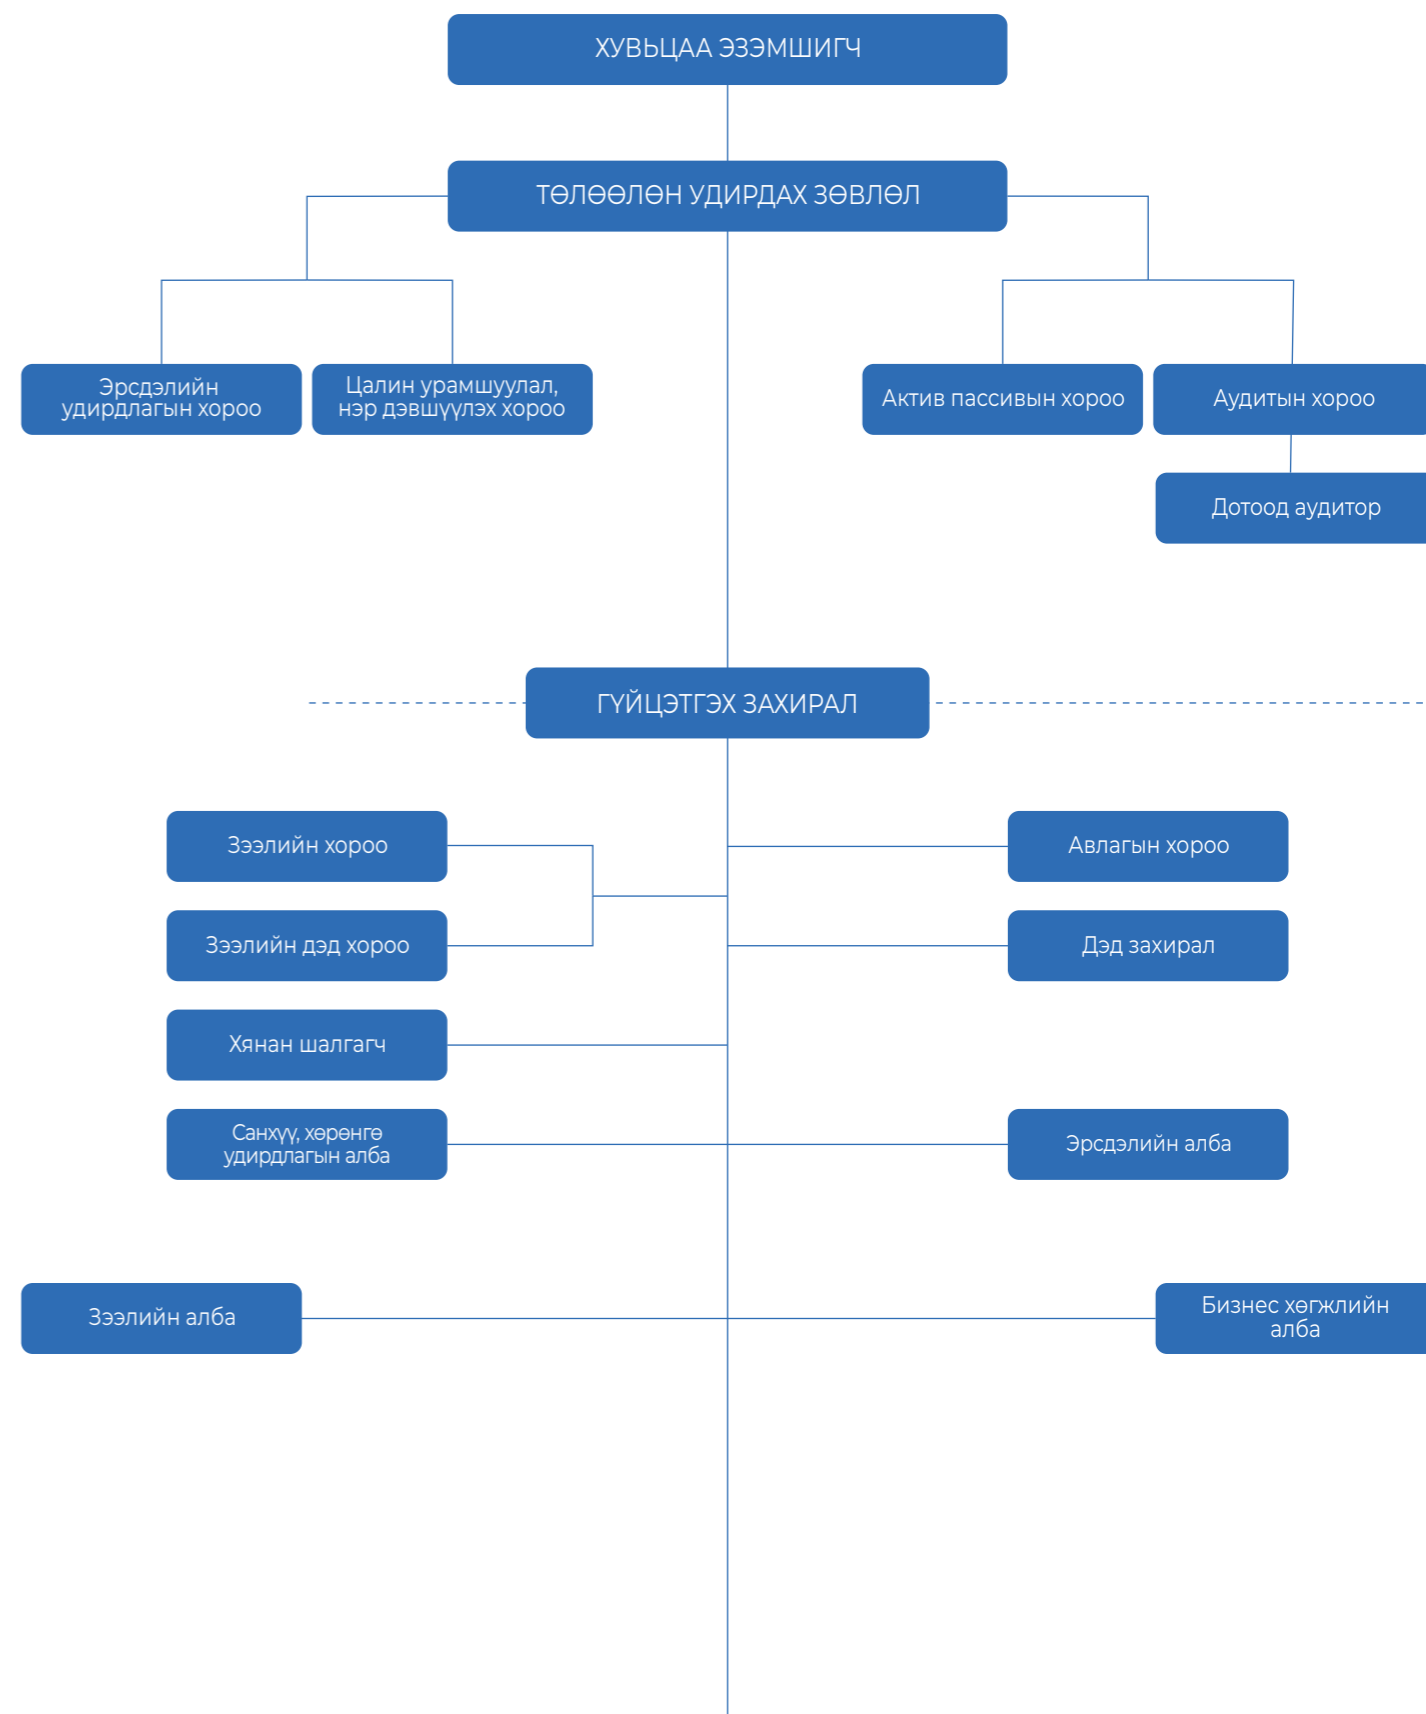 ХУВЬЦАА ЭЗЭМШИГЧ
ТӨЛӨӨЛӨН УДИРДАХ ЗӨВЛӨЛ
Эрсдэлийн
удирдлагын хороо
Цалин урамшуулал,
нэр дэвшүүлэх хороо
Актив пассивын хороо
Аудитын хороо
Дотоод аудитор
ГҮЙЦЭТГЭХ ЗАХИРАЛ
Зээлийн хороо
Авлагын хороо
Зээлийн дэд хороо
Дэд захирал
Хянан шалгагч
Санхүү, хөрөнгө
удирдлагын алба
Эрсдэлийн алба
Зээлийн алба
Бизнес хөгжлийн
алба